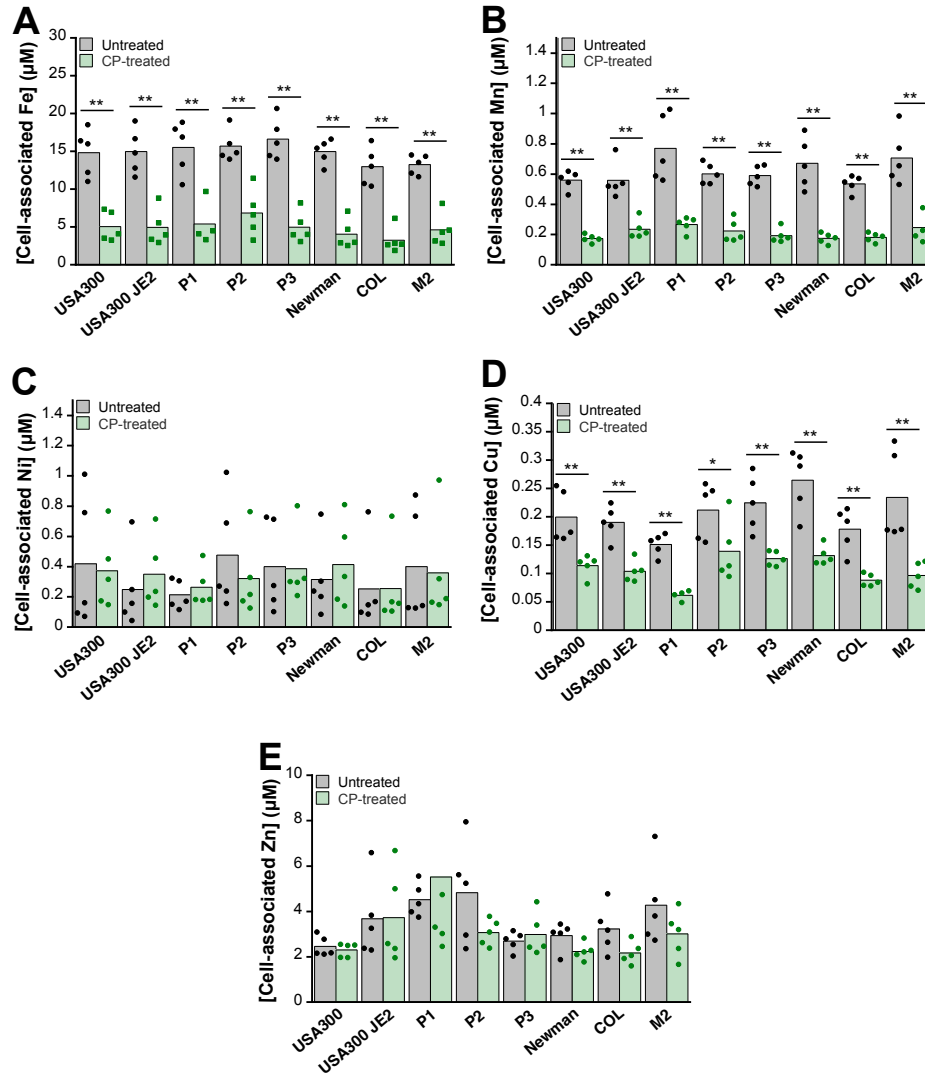 A
[Cell-associated Fe] (µM)
30
25
20
15
10
5
0
Untreated
CP-treated
** ** ** ** ** ** ** **
USA300 USA300 JE2 P1 P2 P3 Newman COL M2
B
[Cell-associated Mn] (µM)
1.4
1
0.8
0.6
0.4
0.2
0
Untreated
CP-treated
** ** ** ** ** ** ** **
USA300 USA300 JE2 P1 P2 P3 Newman COL M2
C
[Cell-associated Ni] (µM)
1.4
1
0.8
0.6
0.4
0.2
0
Untreated
CP-treated
USA300 USA300 JE2 P1 P2 P3 Newman COL M2
D
[Cell-associated Cu] (µM)
0.4
0.35
0.3
0.25
0.2
0.15
0.1
0.05
0
Untreated
CP-treated
** ** ** * ** ** ** **
USA300 USA300 JE2 P1 P2 P3 Newman COL M2
E
[Cell-associated Zn] (µM)
10
8
6
4
2
0
Untreated
CP-treated
USA300 USA300 JE2 P1 P2 P3 Newman COL M2